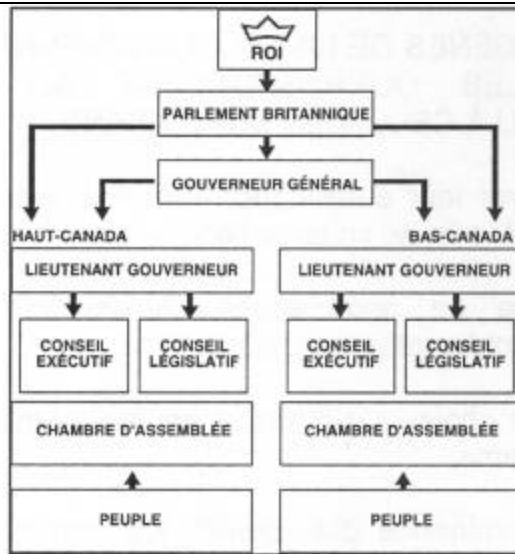 ROI
PARLEMENT BRITANNIQUE
GOUVERNEUR GÉNÉRAL
HAUT-CANADA
BAS-CANADA
LIEUTENANT GOUVERNEUR
LIEUTENANT GOUVERNEUR
CONSEIL
EXÉCUTIF
CONSEIL
LÉGISLATIF
CONSEIL
EXÉCUTIF
CONSEIL
LÉGISLATIF
CHAMBRE D'ASSEMBLÉE
CHAMBRE D'ASSEMBLÉE
PEUPLE
PEUPLE